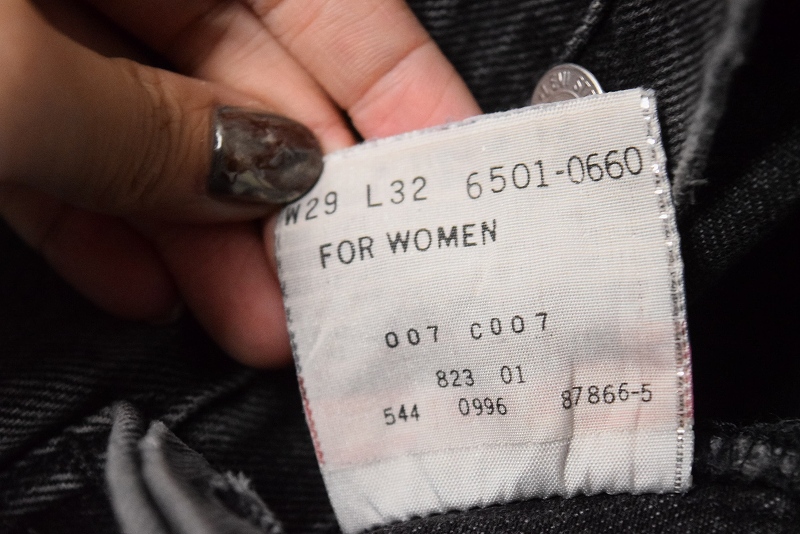 W29 L32 6501-0660
FOR WOMEN
007 C007
823 01
544 0996 87866-5